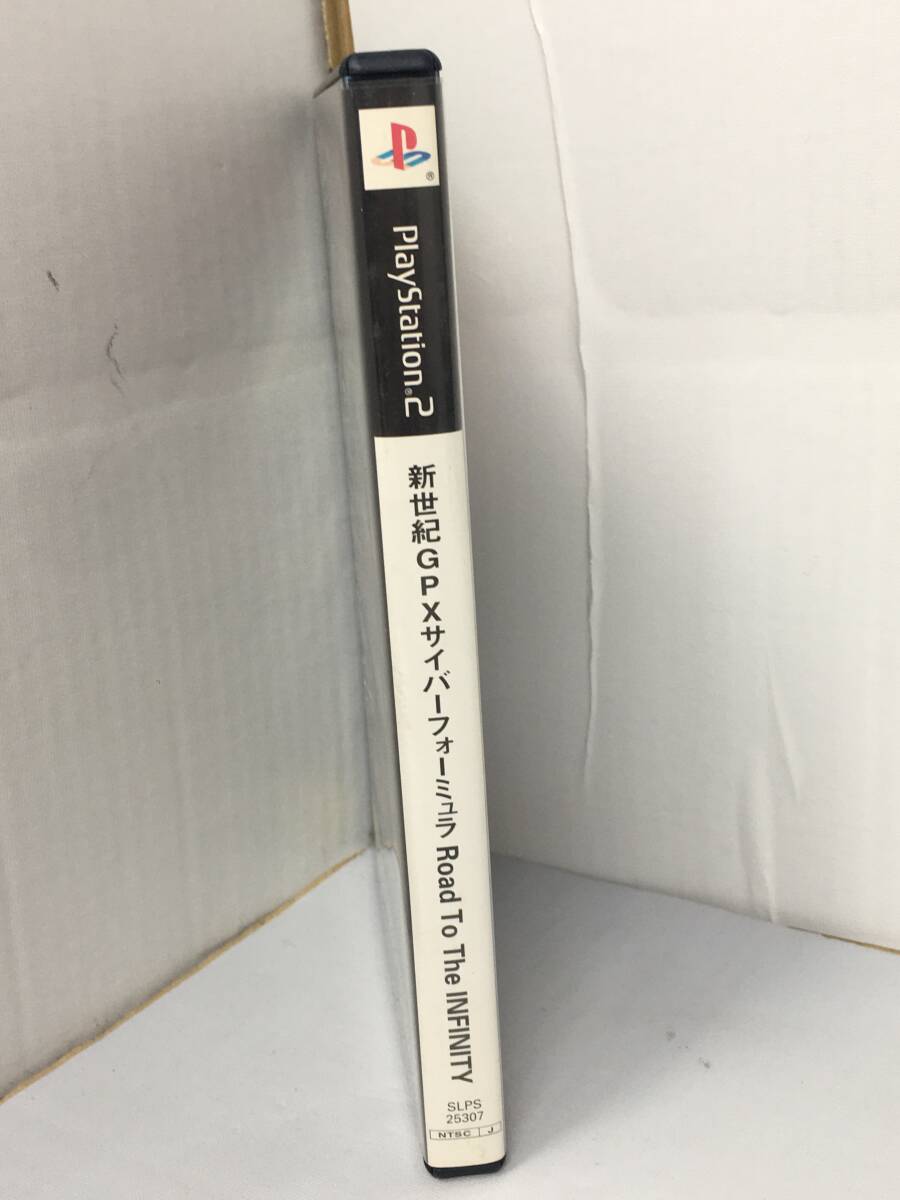 ®
PlayStation®2
新世紀GPXサイバーフォーミュラ Road To The INFINITY
SLPS
25307
NTSC J